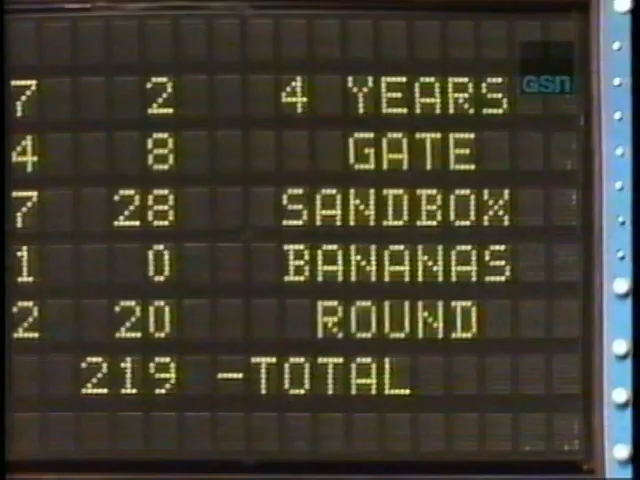 7 2 4 YEARS
GSN
4 8 GATE
7 28 SANDBOX
1 0 BANANAS
2 20 ROUND
219 -TOTAL